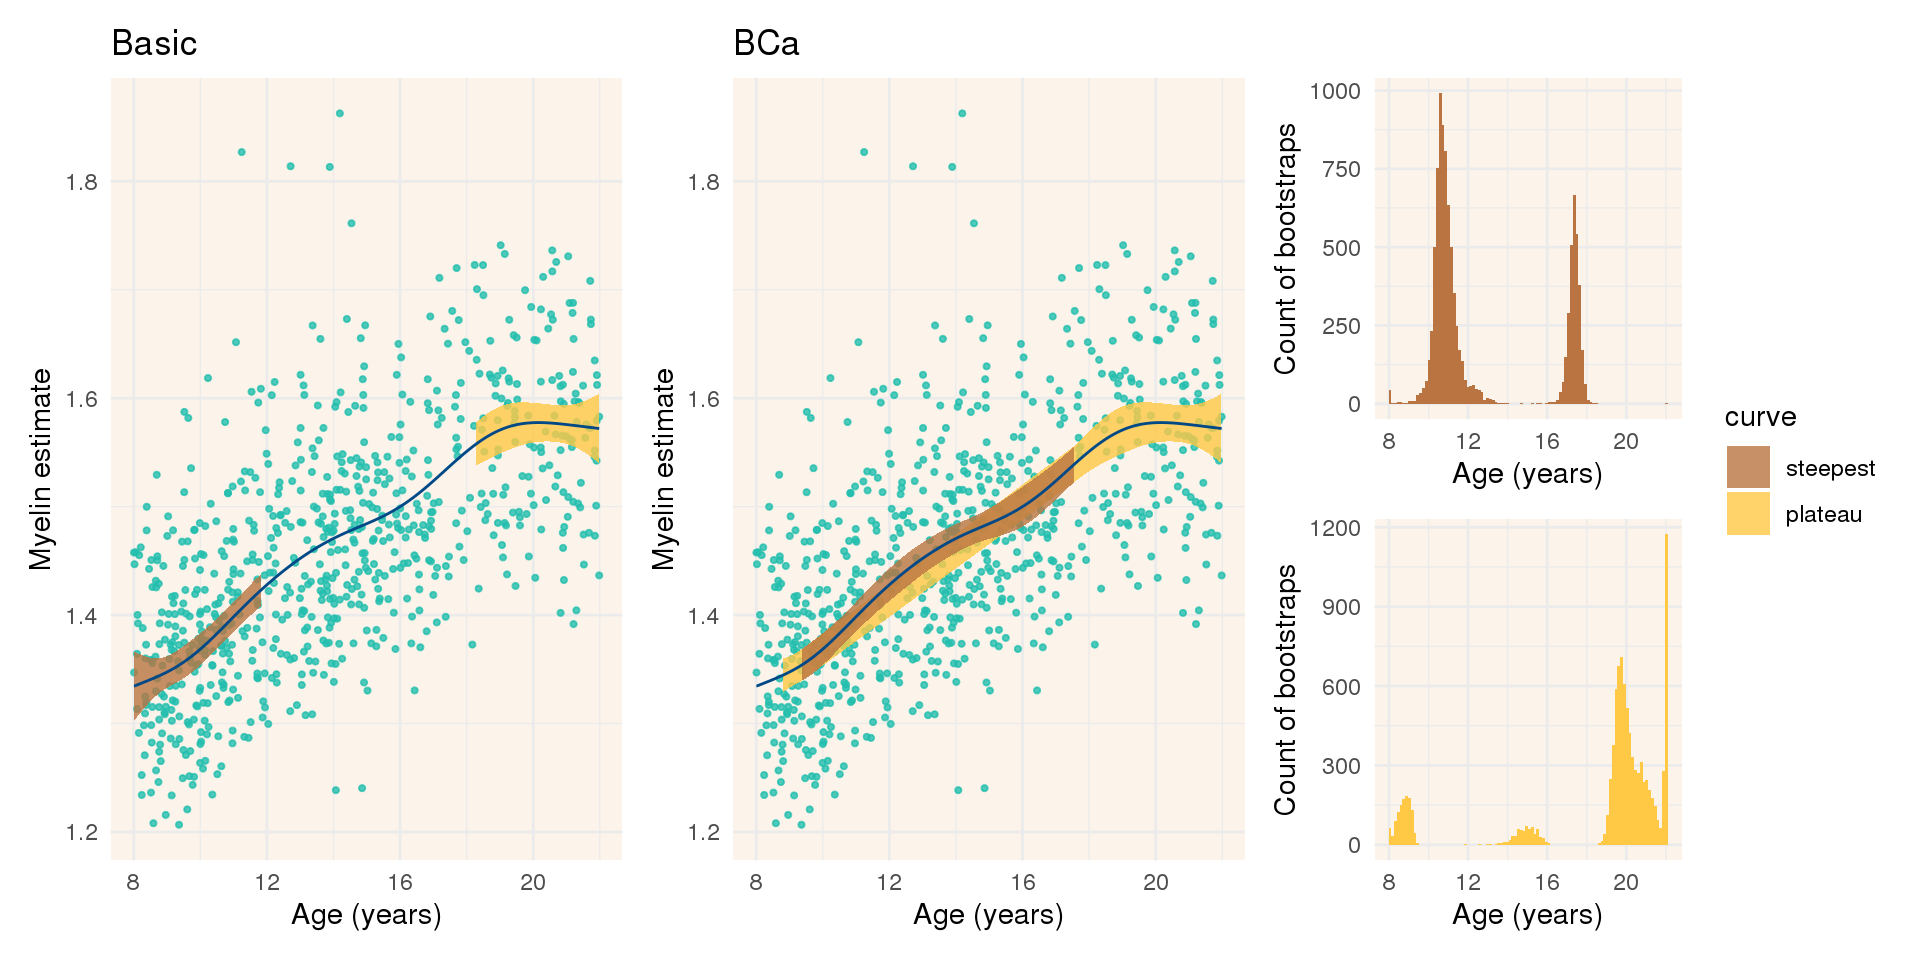 Basic
Myelin estimate
1.8
1.6
1.4
1.2
8 12 16 20
Age (years)
BCa
Myelin estimate
1.8
1.6
1.4
1.2
8 12 16 20
Age (years)
Count of bootstraps
1000
750
500
250
0
8 12 16 20
Age (years)
Count of bootstraps
1200
900
600
300
0
8 12 16 20
Age (years)
curve
steepest
plateau